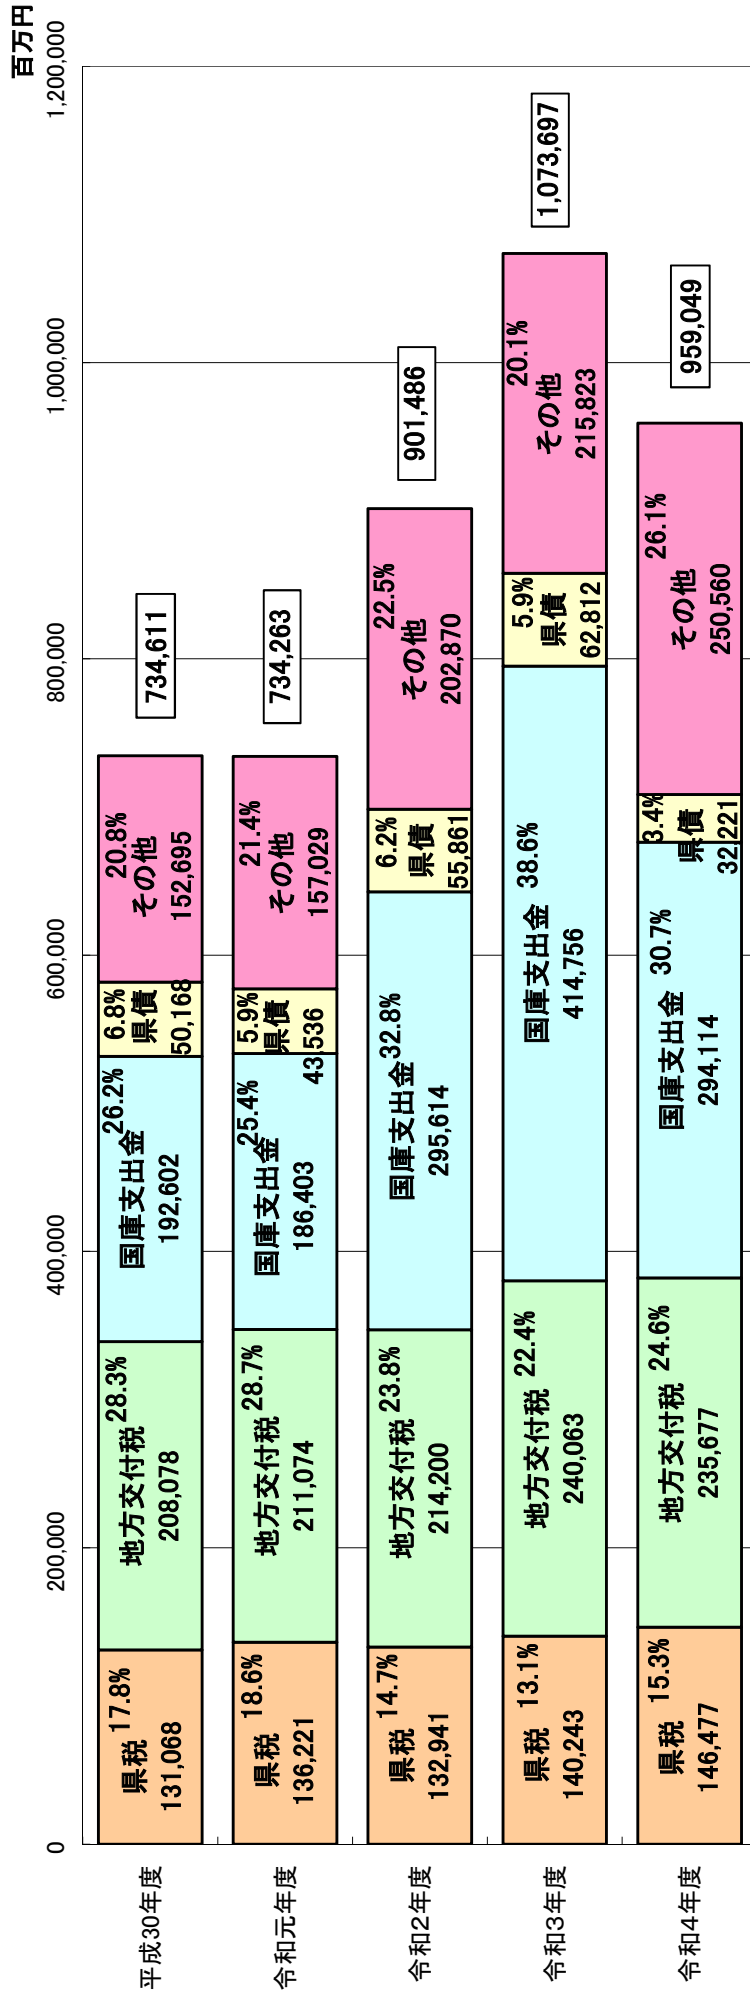 百万円
0
200,000
400,000
600,000
800,000
1,000,000
1,200,000
平成30年度
県税
17.8%
131,068
地方交付税
28.3%
208,078
国庫支出金
26.2%
192,602
6.8%
県債
50,168
20.8%
その他
152,695
734,611
令和元年度
県税
18.6%
136,221
地方交付税
28.7%
211,074
国庫支出金
25.4%
186,403
5.9%
県債
43,536
21.4%
その他
157,029
734,263
令和2年度
県税
14.7%
132,941
地方交付税
23.8%
214,200
国庫支出金
32.8%
295,614
6.2%
県債
55,861
22.5%
その他
202,870
901,486
令和3年度
県税
13.1%
140,243
地方交付税
22.4%
240,063
国庫支出金
38.6%
414,756
5.9%
県債
62,812
20.1%
その他
215,823
1,073,697
令和4年度
県税
15.3%
146,477
地方交付税
24.6%
235,677
国庫支出金
30.7%
294,114
3.4%
県債
32,221
26.1%
その他
250,560
959,049